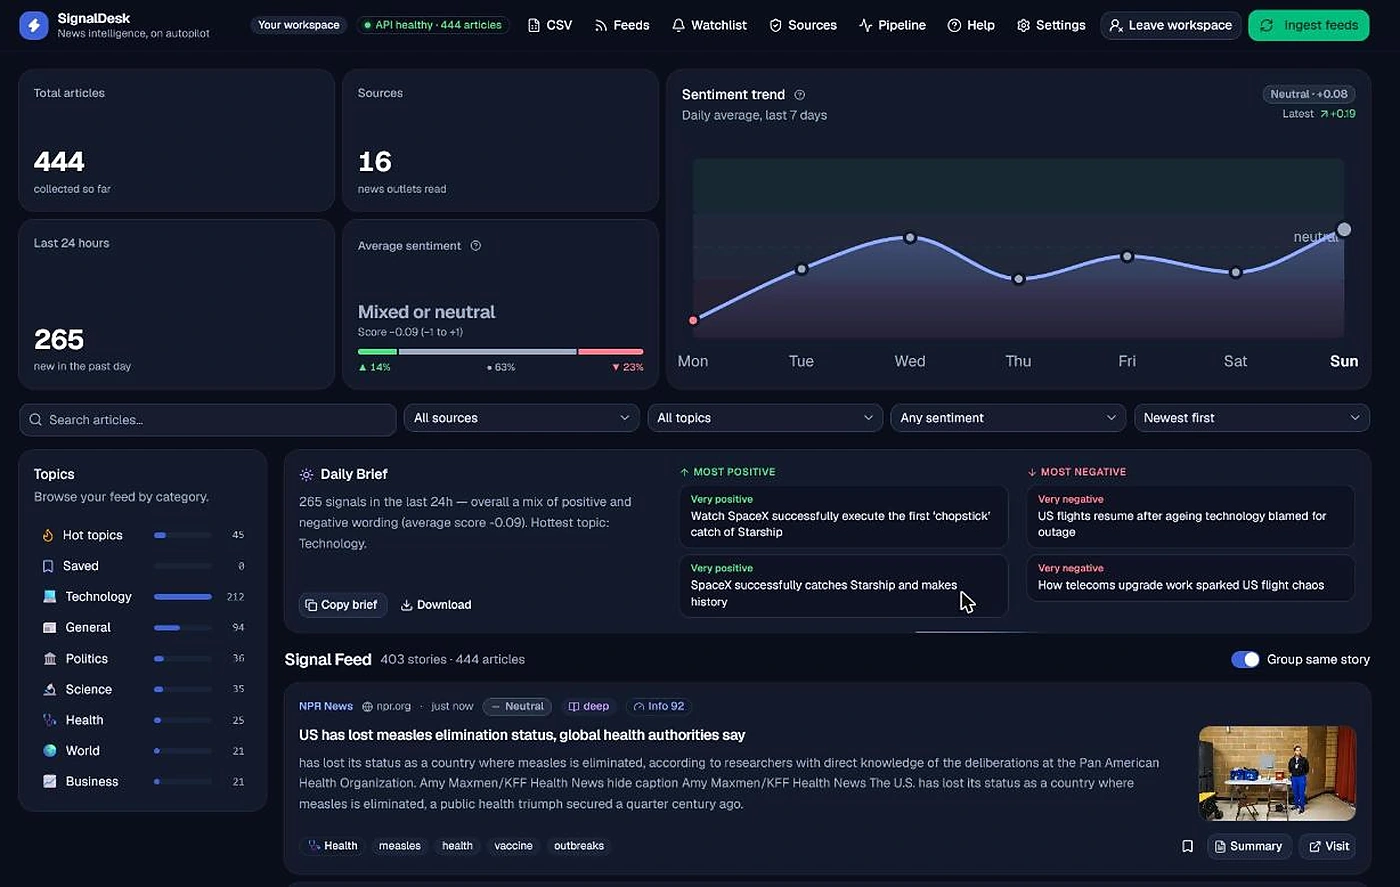 SignalDesk
News intelligence, on autopilot
Your workspace
API healthy · 444 articles
CSV
Feeds
Watchlist
Sources
Pipeline
Help
Settings
Leave workspace
Ingest feeds
Total articles
444
collected so far
Sources
16
news outlets read
Last 24 hours
265
new in the past day
Average sentiment
Mixed or neutral
Score −0.09 (−1 to +1)
▲ 14%
● 63%
▼ 23%
Sentiment trend
Daily average, last 7 days
Neutral · +0.08
Latest ↗+0.19
neutral
Mon
Tue
Wed
Thu
Fri
Sat
Sun
Search articles...
All sources
All topics
Any sentiment
Newest first
Topics
Browse your feed by category.
Hot topics 45
Saved 0
Technology 212
General 94
Politics 36
Science 35
Health 25
World 21
Business 21
Daily Brief
265 signals in the last 24h — overall a mix of positive and
negative wording (average score -0.09). Hottest topic:
Technology.
Copy brief
Download
↑ MOST POSITIVE
Very positive
Watch SpaceX successfully execute the first ‘chopstick’
catch of Starship
Very positive
SpaceX successfully catches Starship and makes
history
↓ MOST NEGATIVE
Very negative
US flights resume after ageing technology blamed for
outage
Very negative
How telecoms upgrade work sparked US flight chaos
Signal Feed
403 stories · 444 articles
Group same story
NPR News
npr.org · just now
— Neutral
deep
Info 92
US has lost measles elimination status, global health authorities say
has lost its status as a country where measles is eliminated, according to researchers with direct knowledge of the deliberations at the Pan American
Health Organization. Amy Maxmen/KFF Health News hide caption Amy Maxmen/KFF Health News The U.S. has lost its status as a country where
measles is eliminated, a public health triumph secured a quarter century ago.
Health
measles
health
vaccine
outbreaks
Summary
Visit